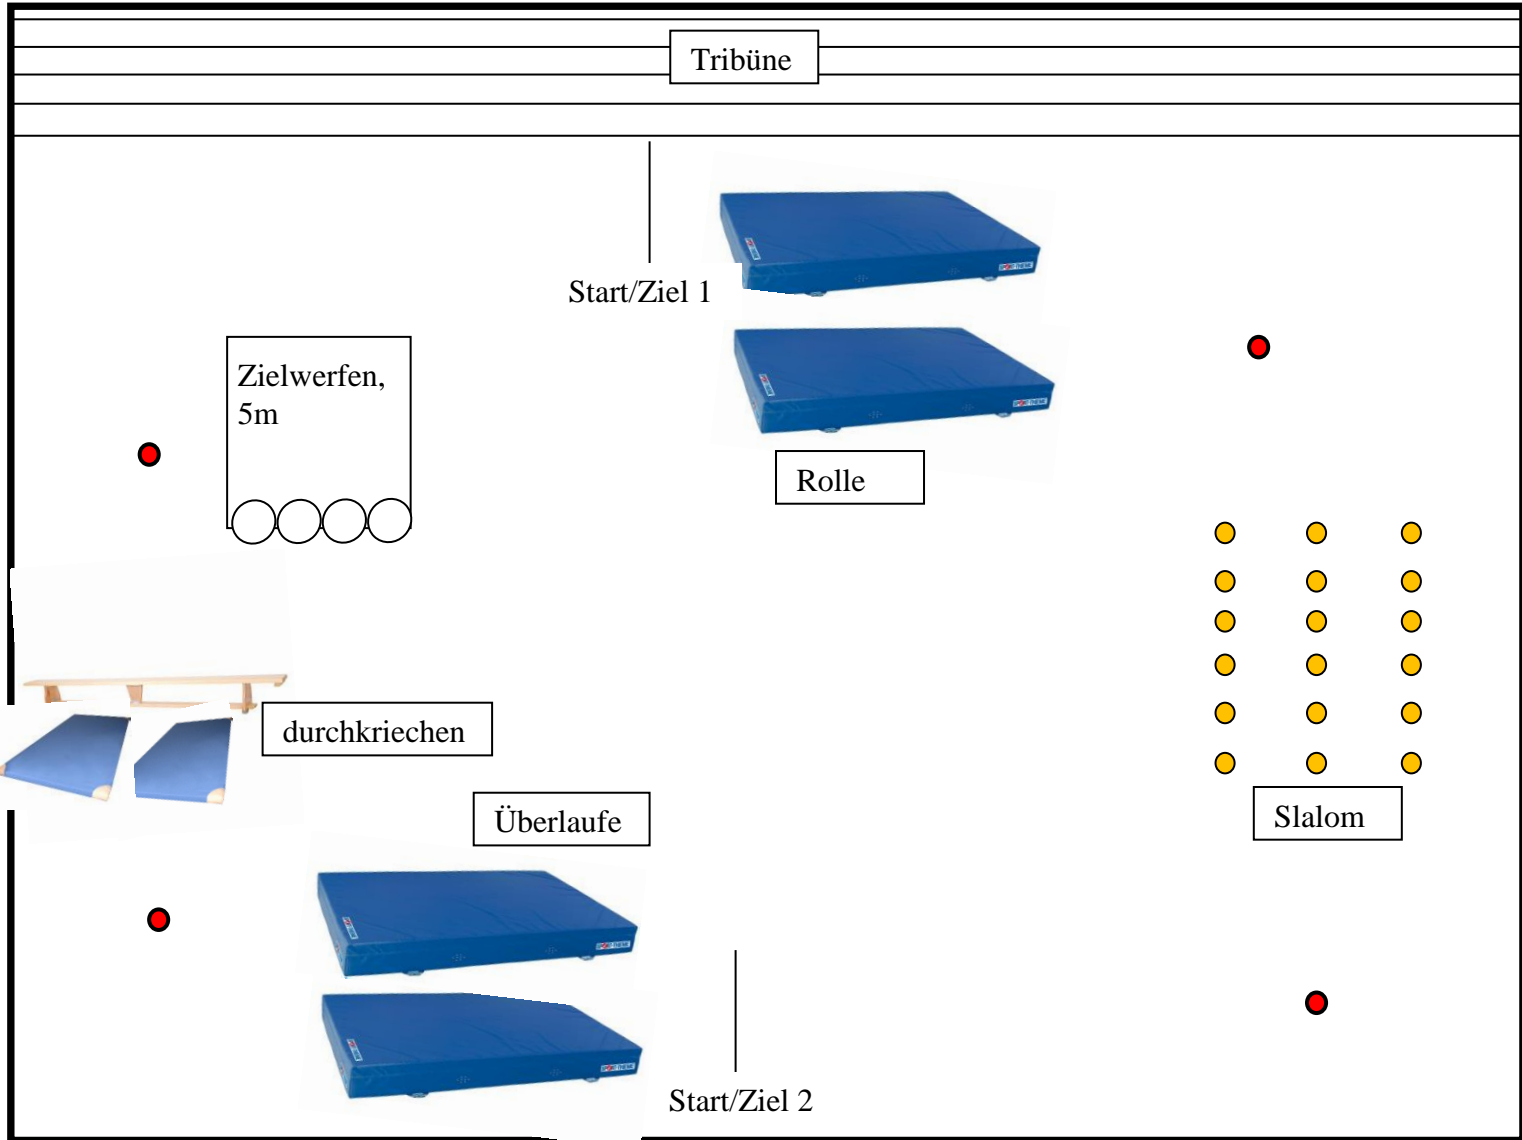 Tribüne
Start/Ziel 1
Zielwerfen,
5m
Rolle
durchkriechen
Überlaufe
Slalom
Start/Ziel 2